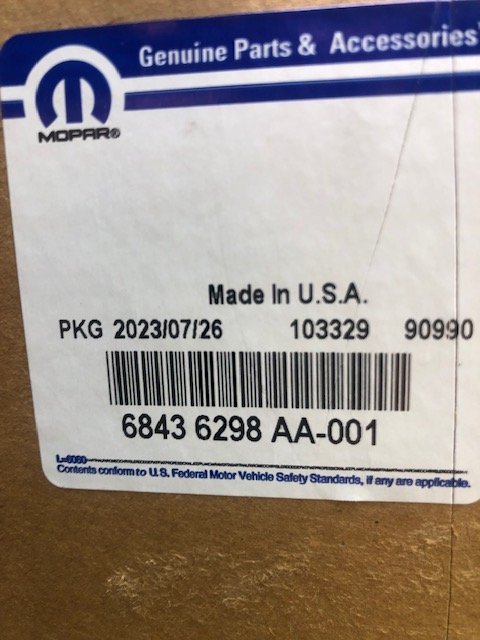 Genuine Parts & Accessories
MOPAR®
Made In U.S.A.
PKG 2023/07/26 103329 90990
6843 6298 AA-001
L=6080
Contents conform to U.S. Federal Motor Vehicle Safety Standards, if any are applicable.